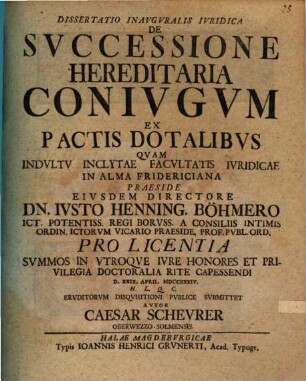 DISSERTATIO INAVGVRALIS IVRIDICA
DE
SVCCESSIONE
HEREDITARIA
CONIVGVM
EX
PACTIS DOTALIBVS
QVAM
INDVLTV INCLYTAE FACVLTATIS IVRIDICAE
IN ALMA FRIDERICIANA
PRAESIDE
EIVSDEM DIRECTORE
DN. IVSTO HENNING. BÖHMERO
ICT. POTENTISS. REGI BORVSS. A CONSILIIS INTIMIS
ORDIN. ICTORVM VICARIO PRAESIDE, PROF. PVBL. ORD.
PRO LICENTIA
SVMMOS IN VTROQVE IVRE HONORES ET PRI-
VILEGIA DOCTORALIA RITE CAPESSENDI
APRIL.
H. L. Q. C.
ERVDITORVM DISQVISITIONI PVBLICE SVBMITTET
AVTOR
CAESAR SCHEVRER
OBERWEZZO-SOLMENSIS.
HALAE MAGDEBVRGICAE
Typis IOANNIS HENRICI GRVNERTI, Acad. Typogr.